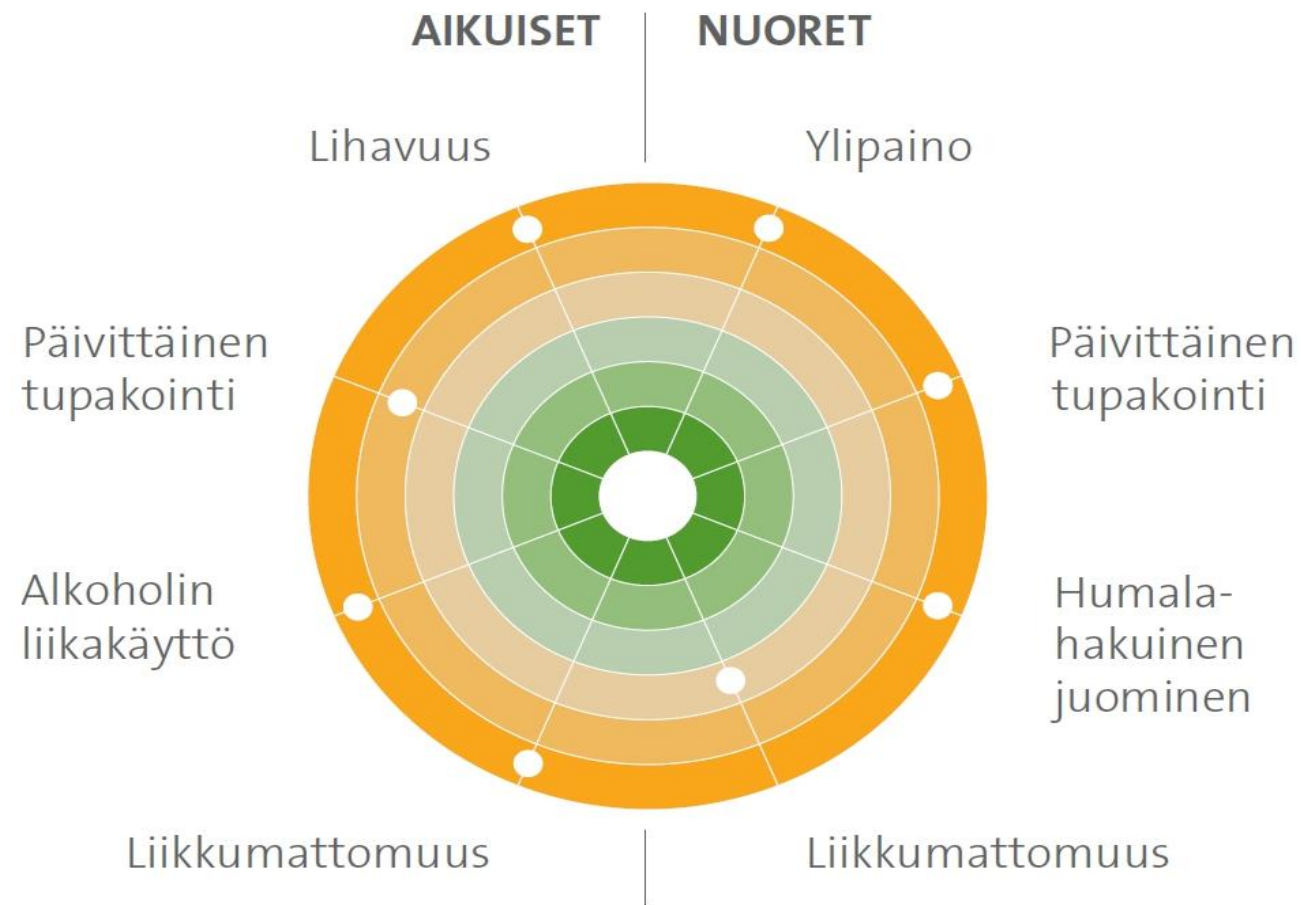 AIKUISET
NUORET
Lihavuus
Ylipaino
Päivittäinen
tupakointi
Päivittäinen
tupakointi
Alkoholin
liikakäyttö
Humala-
hakuinen
juominen
Liikkumattomuus
Liikkumattomuus